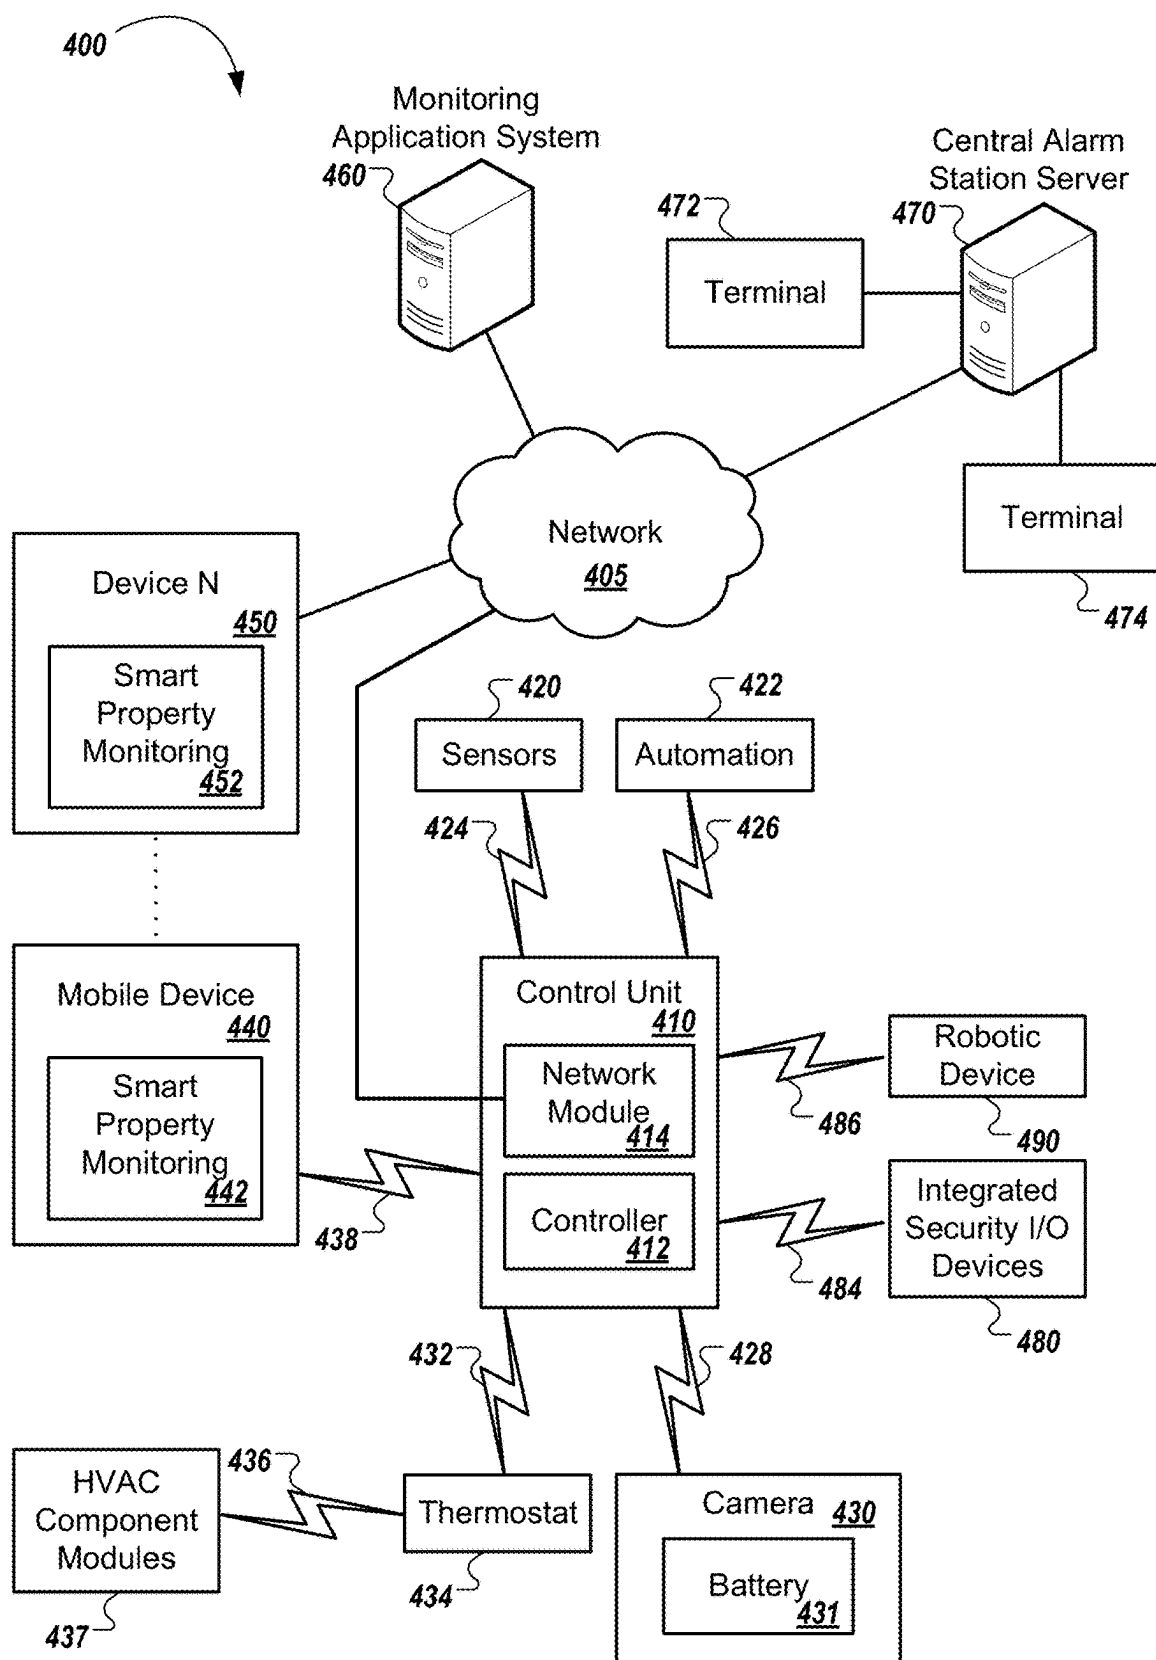 400
Monitoring
Application System
460
Central Alarm
Station Server
470
472
Terminal
Terminal
474
Network
405
Device N
450
Smart
Property
Monitoring
452
420
Sensors
422
Automation
424
426
Mobile Device
440
Smart
Property
Monitoring
442
438
Control Unit
410
Network
Module
414
Controller
412
Robotic
Device
486
490
Integrated
Security I/O
Devices
484
480
432
428
HVAC
Component
Modules
437
436
Thermostat
434
Camera
430
Battery
431